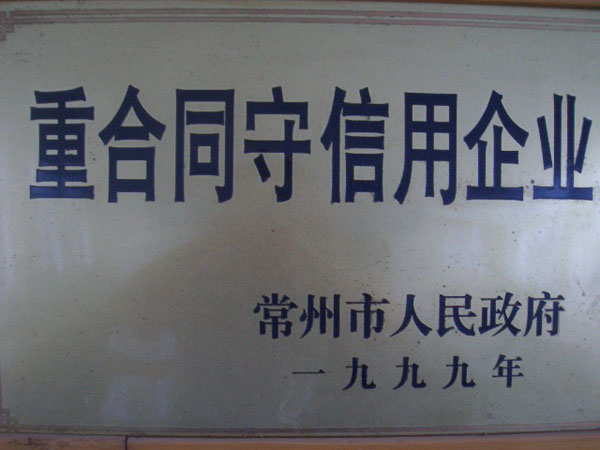 重合同守信用企业
常州市人民政府
一九九九年